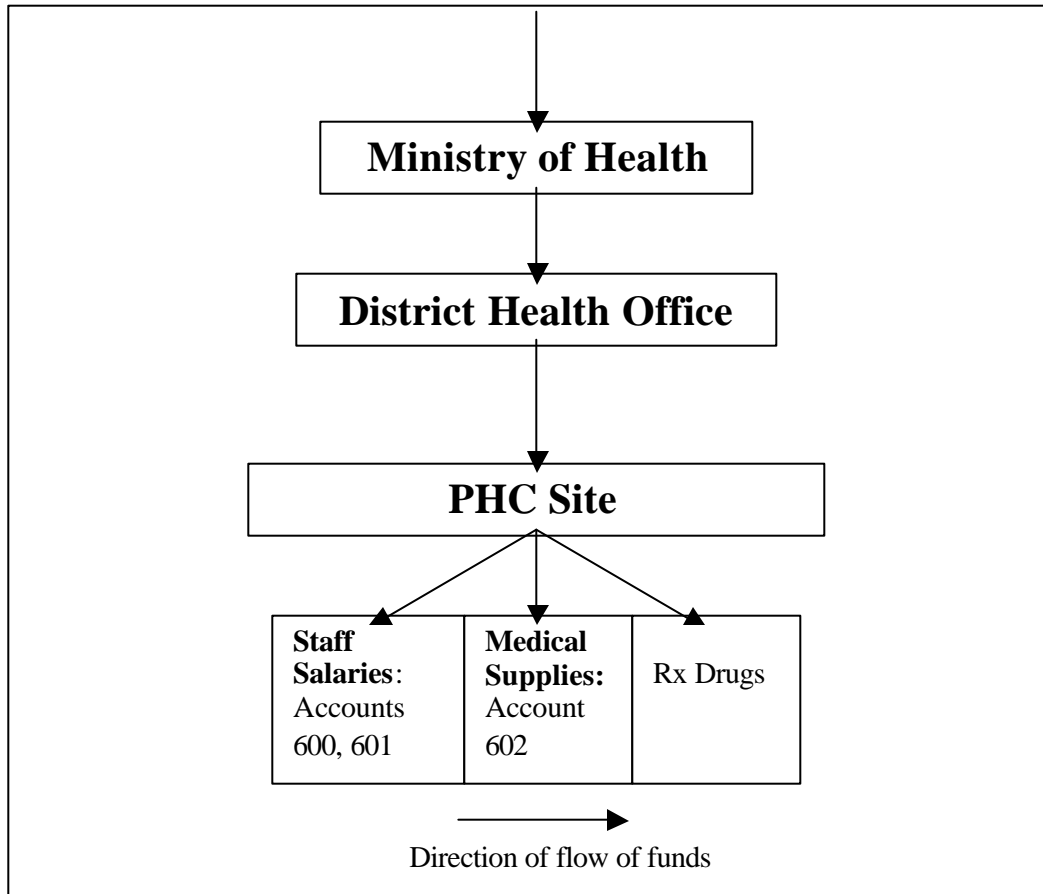 Ministry of Health
District Health Office
PHC Site
Staff
Salaries:
Accounts
600, 601
Medical
Supplies:
Account
602
Rx Drugs
Direction of flow of funds